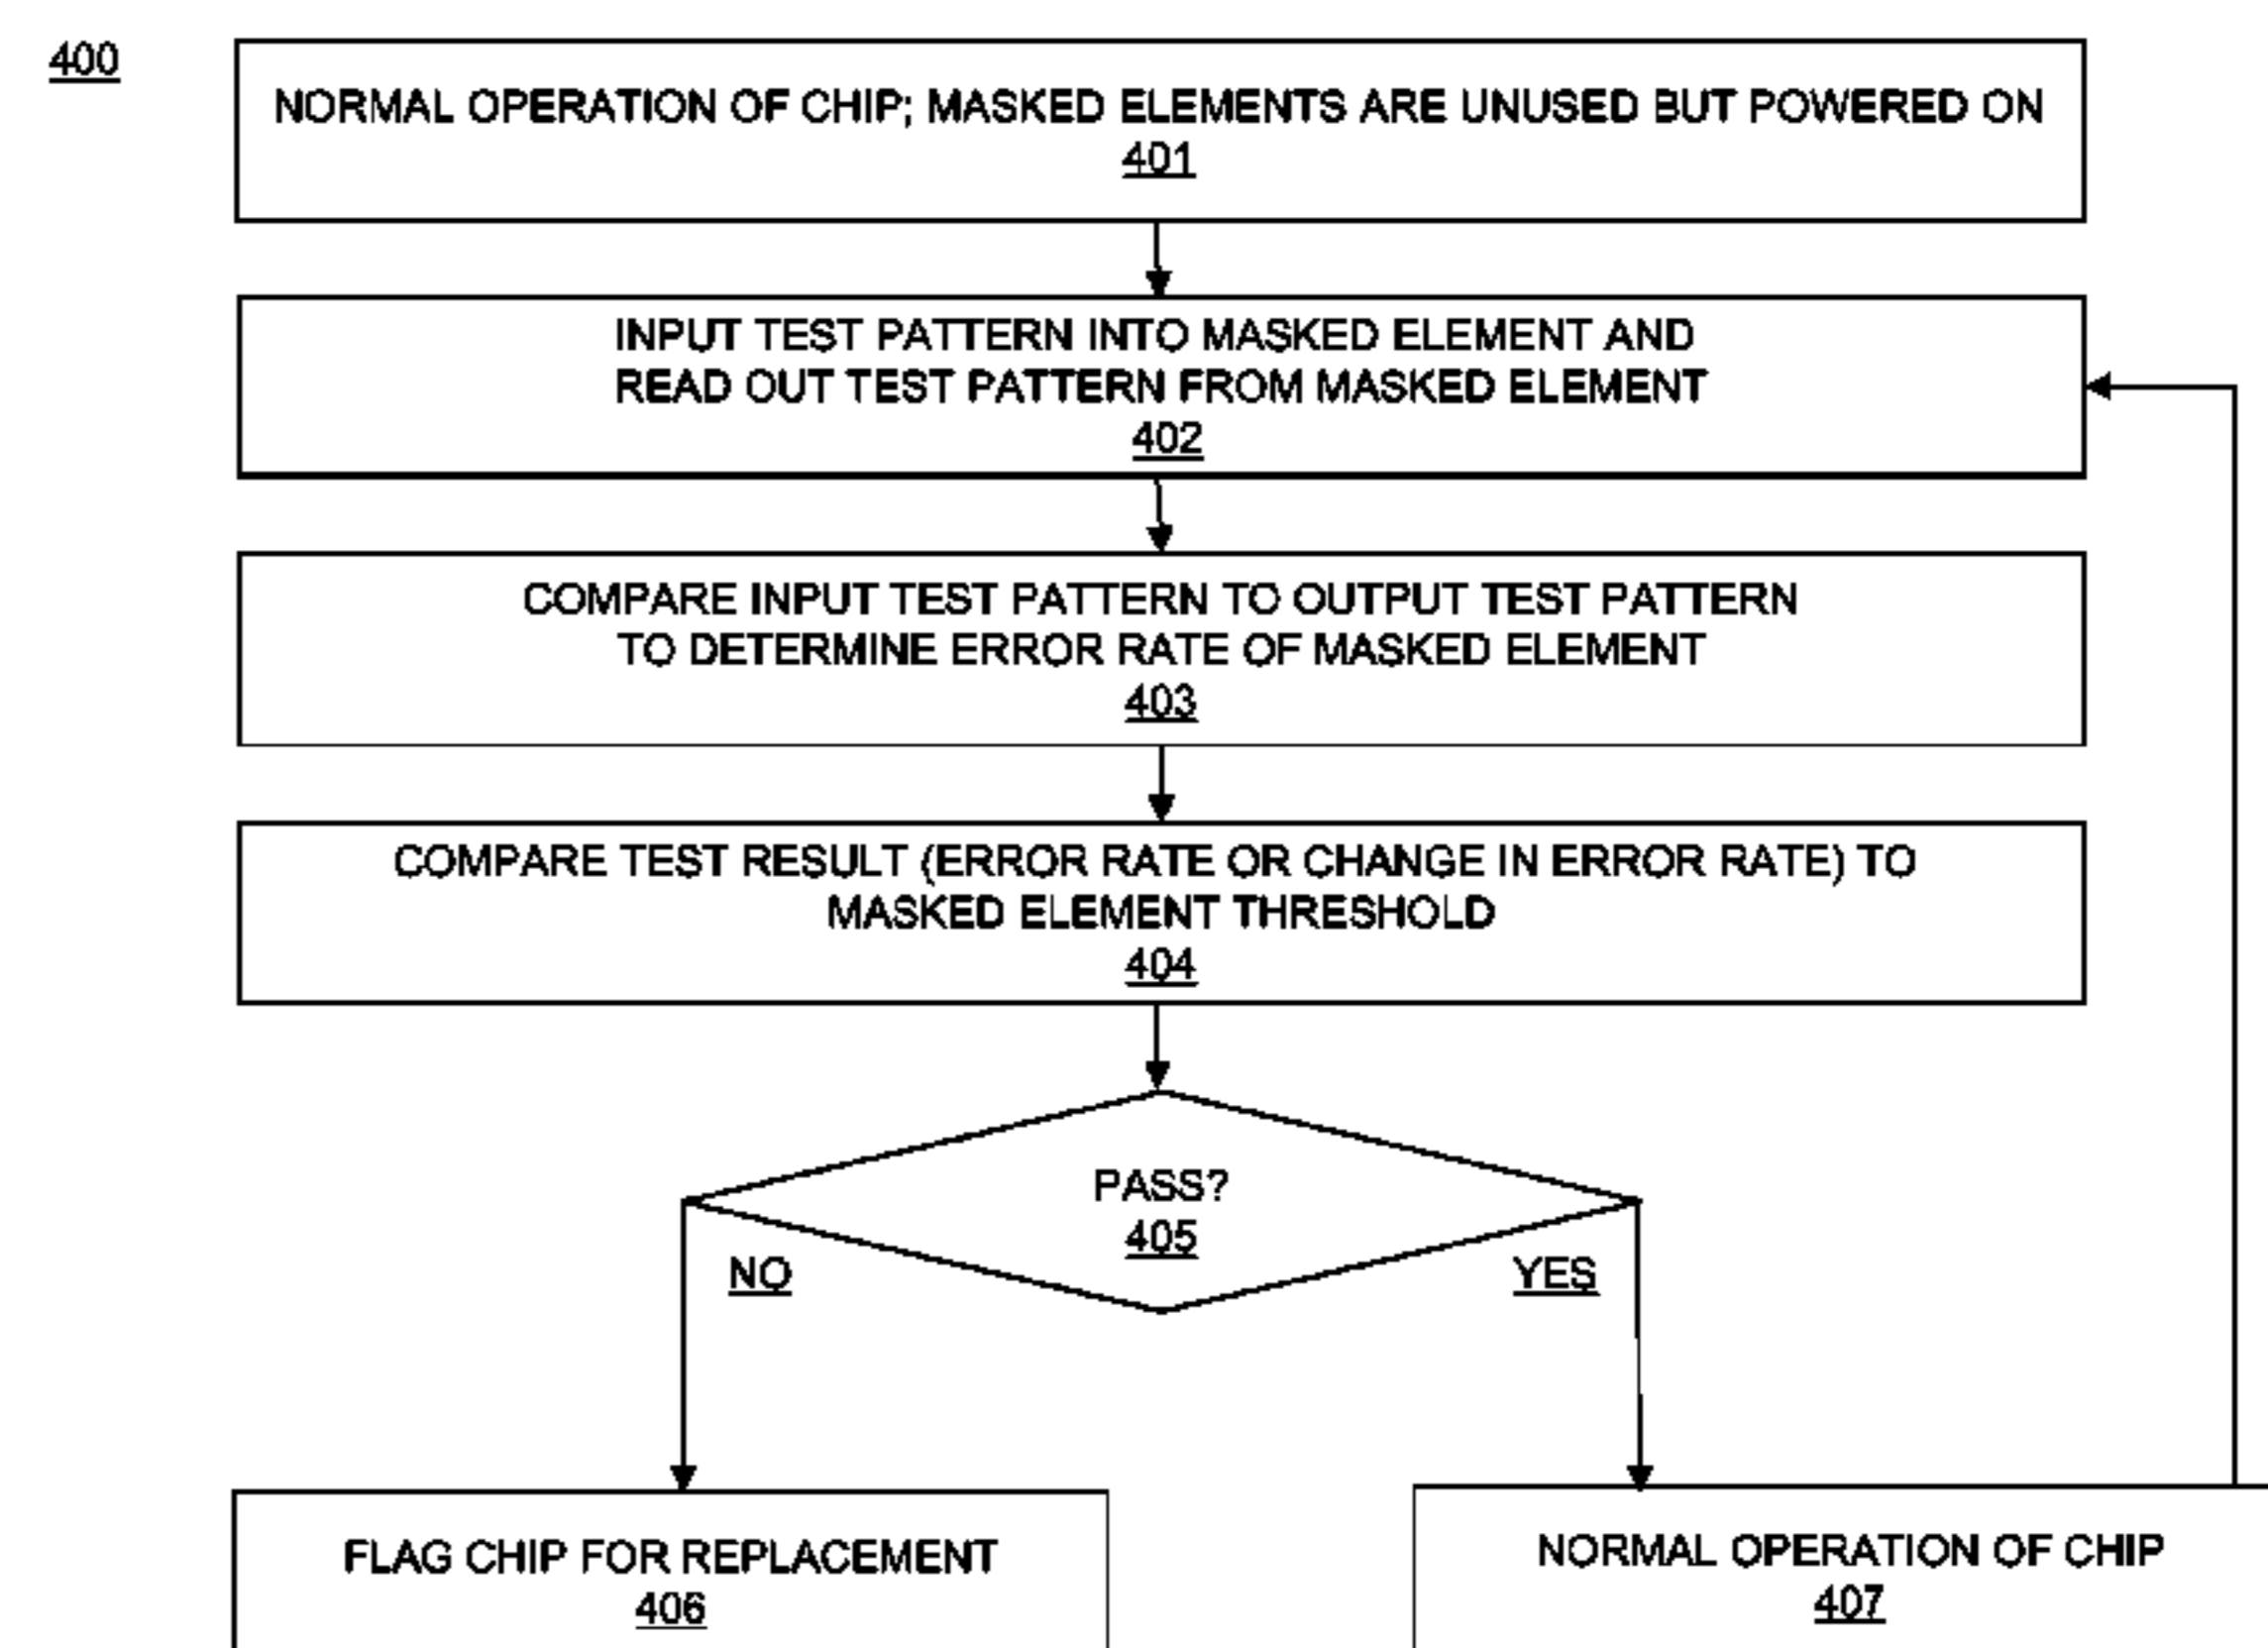 400
NORMAL OPERATION OF CHIP; MASKED ELEMENTS ARE UNUSED BUT POWERED ON
401
INPUT TEST PATTERN INTO MASKED ELEMENT AND
READ OUT TEST PATTERN FROM MASKED ELEMENT
402
COMPARE INPUT TEST PATTERN TO OUTPUT TEST PATTERN
TO DETERMINE ERROR RATE OF MASKED ELEMENT
403
COMPARE TEST RESULT (ERROR RATE OR CHANGE IN ERROR RATE) TO
MASKED ELEMENT THRESHOLD
404
PASS?
405
NO
YES
FLAG CHIP FOR REPLACEMENT
406
NORMAL OPERATION OF CHIP
407